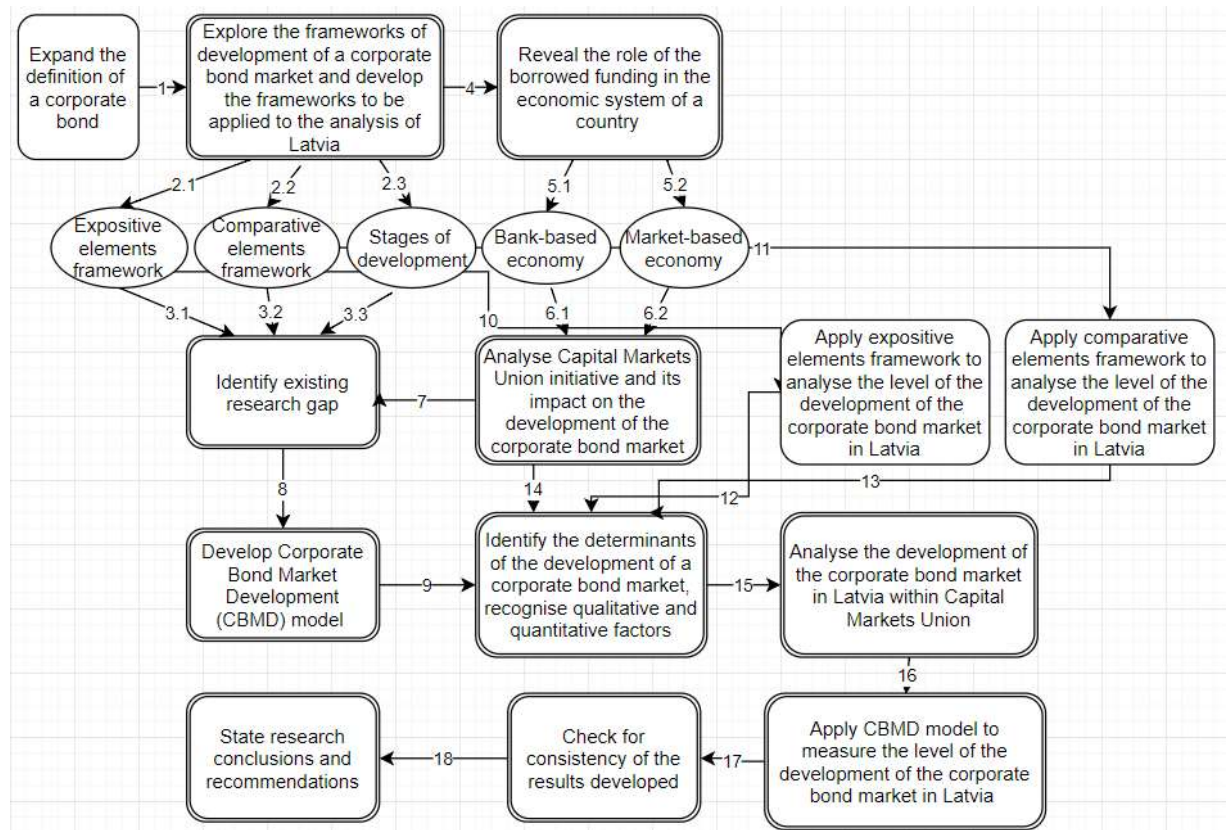 Expand the
definition of
a corporate
bond
1
Explore the frameworks
of development of a
corporate bond market
and develop
the frameworks to be
applied to the analysis of
Latvia
4
Reveal the role of the
borrowed funding in the
economic system of a
country
2.1
2.2
2.3
5.1
5.2
Expositive
elements
framework
Comparative
elements
framework
Stages of
development
Bank-based
economy
Market-based
economy
11
3.1
3.2
3.3
10
6.1
6.2
Identify existing
research gap
7
Analyse Capital Markets
Union initiative and its
impact on the
development of the
corporate bond market
Apply expositive
elements framework to
analyse the level of the
development of the
corporate bond market
in Latvia
Apply comparative
elements framework to
analyse the level of the
development of the
corporate bond market
in Latvia
8
14
12
13
Develop Corporate
Bond Market
Development
(CBMD) model
9
Identify the determinants
of the development of a
corporate bond market,
recognise qualitative and
quantitative factors
15
Analyse the development of
the corporate bond market
in Latvia within Capital
Markets Union
16
State research
conclusions and
recommendations
18
Check for
consistency of the
results developed
17
Apply CBMD model to
measure the level of the
development of the corporate
bond market in Latvia